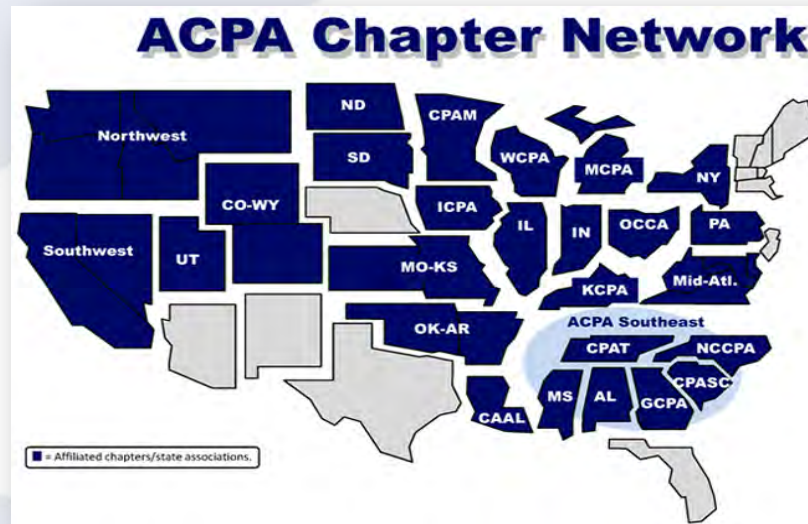 ACPA Chapter Network
Northwest
ND
CPAM
SD
WCPA
MCPA
NY
CO-WY
ICPA
Southwest
UT
IL
IN
OCCA
PA
MO-KS
KCPA
Mid-Atl.
OK-AR
ACPA Southeast
CPAT
NCCPA
CAAL
MS
AL
GCPA
CPASC
= Affiliated chapters/state associations.